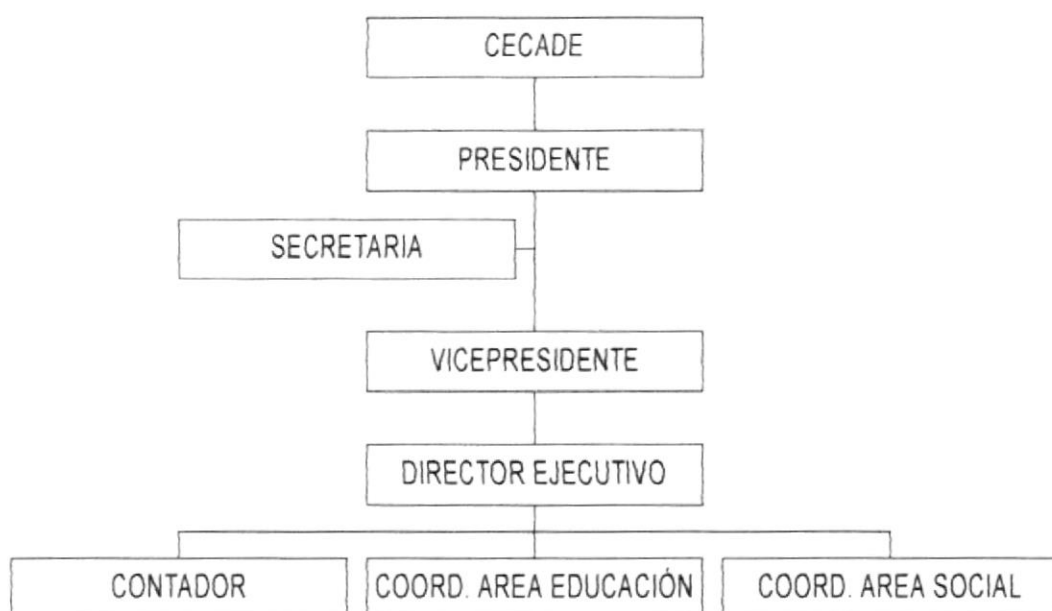 CECADE
PRESIDENTE
SECRETARIA
VICEPRESIDENTE
DIRECTOR EJECUTIVO
CONTADOR
COORD. AREA EDUCACIÓN
COORD. AREA SOCIAL